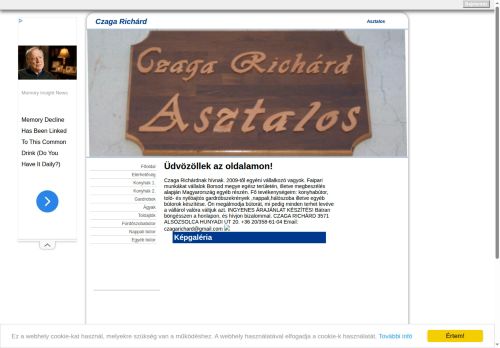 Bejelentés
Czaga Richárd
Asztalos
Czaga Richárd
Asztalos
Memory Insight News
Memory Decline
Has Been Linked
To This Common
Drink (Do You
Have It Daily?)
Főoldal
Elérhetőség
Konyhák 1.
Konyhák 2.
Gardróbok
Ágyak
Tolóajtók
Fürdőszobabútor
Nappali bútor
Egyéb bútor
Üdvözöllek az oldalamon!
Czaga Richárdnak hívnak. 2009-től egyéni vállalkozó vagyok. Faipari
munkákat vállalok Borsod megye egész területén, illetve megbeszélés
alapján Magyarország egyéb részén. Fő tevékenységeim: konyhabútor,
toló- és nyílóajtós gardróbszekrények ,nappali,hálószoba illetve egyéb
bútorok készítése. Ön megálmodja bútorát, mi pedig minden terhet levéve
a válláról valóra váltjuk azt. INGYENES ÁRAJÁNLAT KÉSZÍTÉS! Bátran
böngésszen a honlapon, és hívjon bizalommal. CZAGA RICHÁRD 3571
ALSÓZSOLCA HUNYADI ÚT 20. +36 20/358-61-04 Email:
czagarichard@gmail.com
Képgaléria
Ez a webhely cookie-kat használ, melyekre szükség van a működéshez. A webhely használatával elfogadja a cookie-k használatát. További infó
Értem!